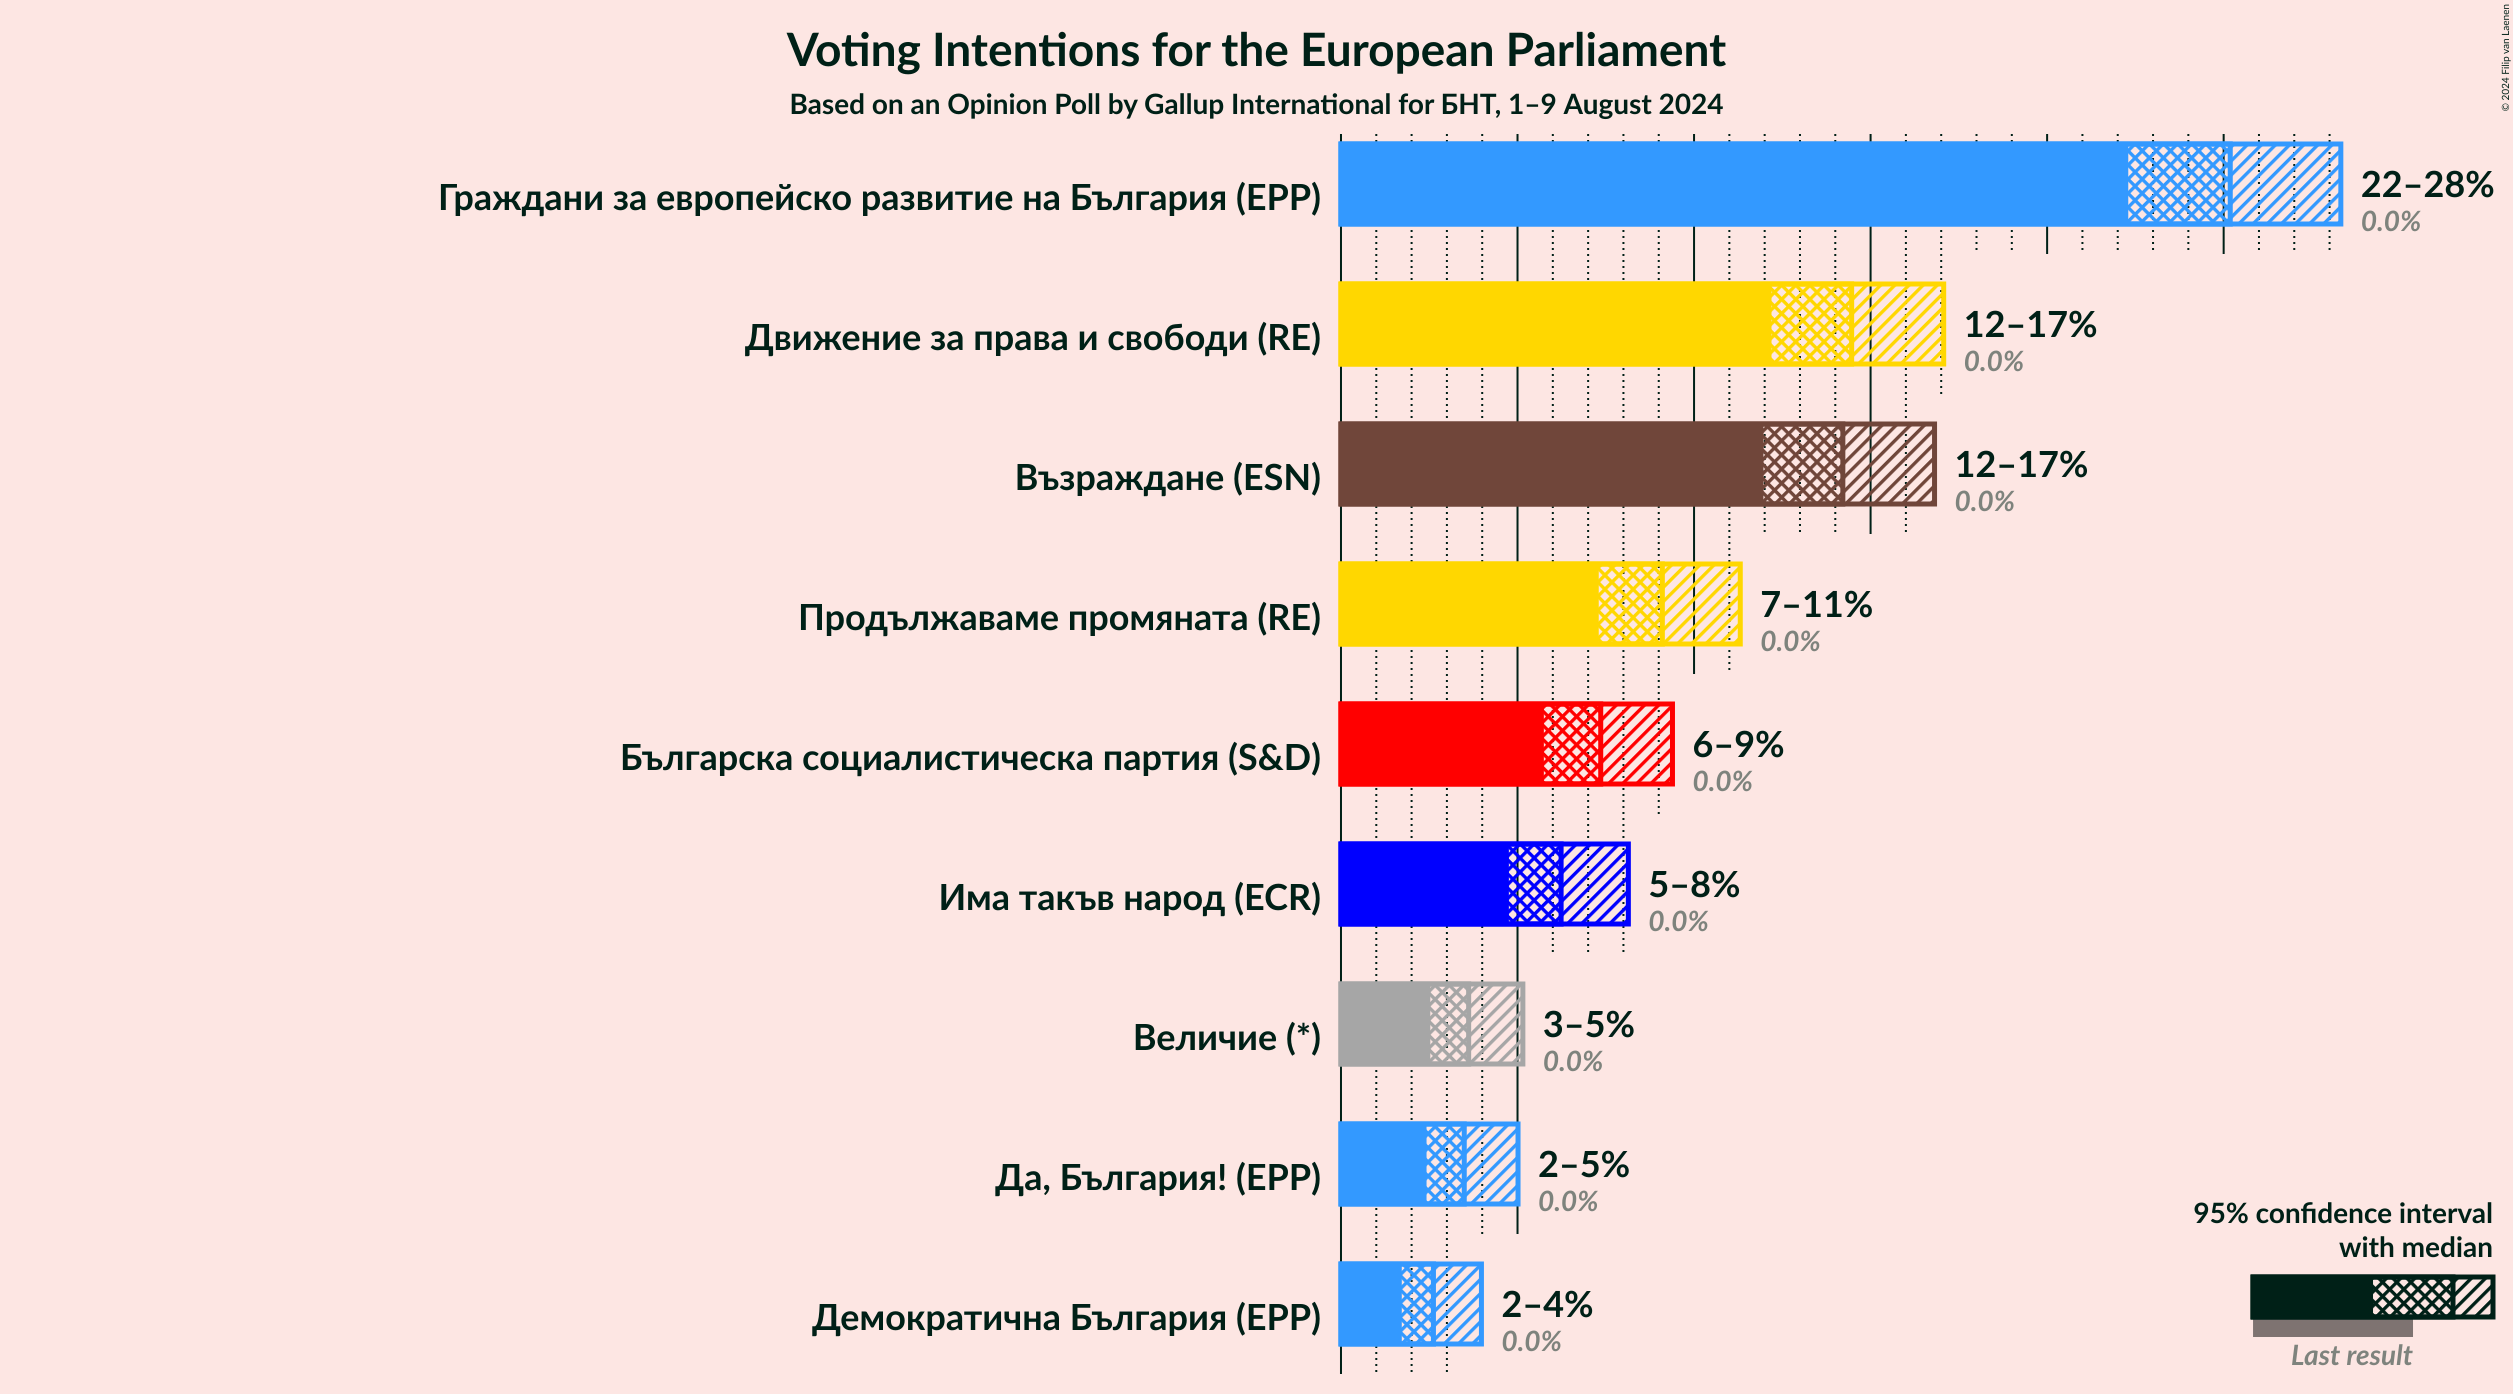 Voting Intentions for the European Parliament
Based on an Opinion Poll by Gallup International for БНТ, 1–9 August 2024
© 2024 Filip van Laenen
Граждани за европейско развитие на България (EPP)
22–28%
0.0%
Движение за права и свободи (RE)
12–17%
0.0%
Възраждане (ESN)
12–17%
0.0%
Продължаваме промяната (RE)
7–11%
0.0%
Българска социалистическа партия (S&D)
6–9%
0.0%
Има такъв народ (ECR)
5–8%
0.0%
Величие (*)
3–5%
0.0%
Да, България! (EPP)
2–5%
0.0%
Демократична България (EPP)
2–4%
0.0%
95% confidence interval
with median
Last result